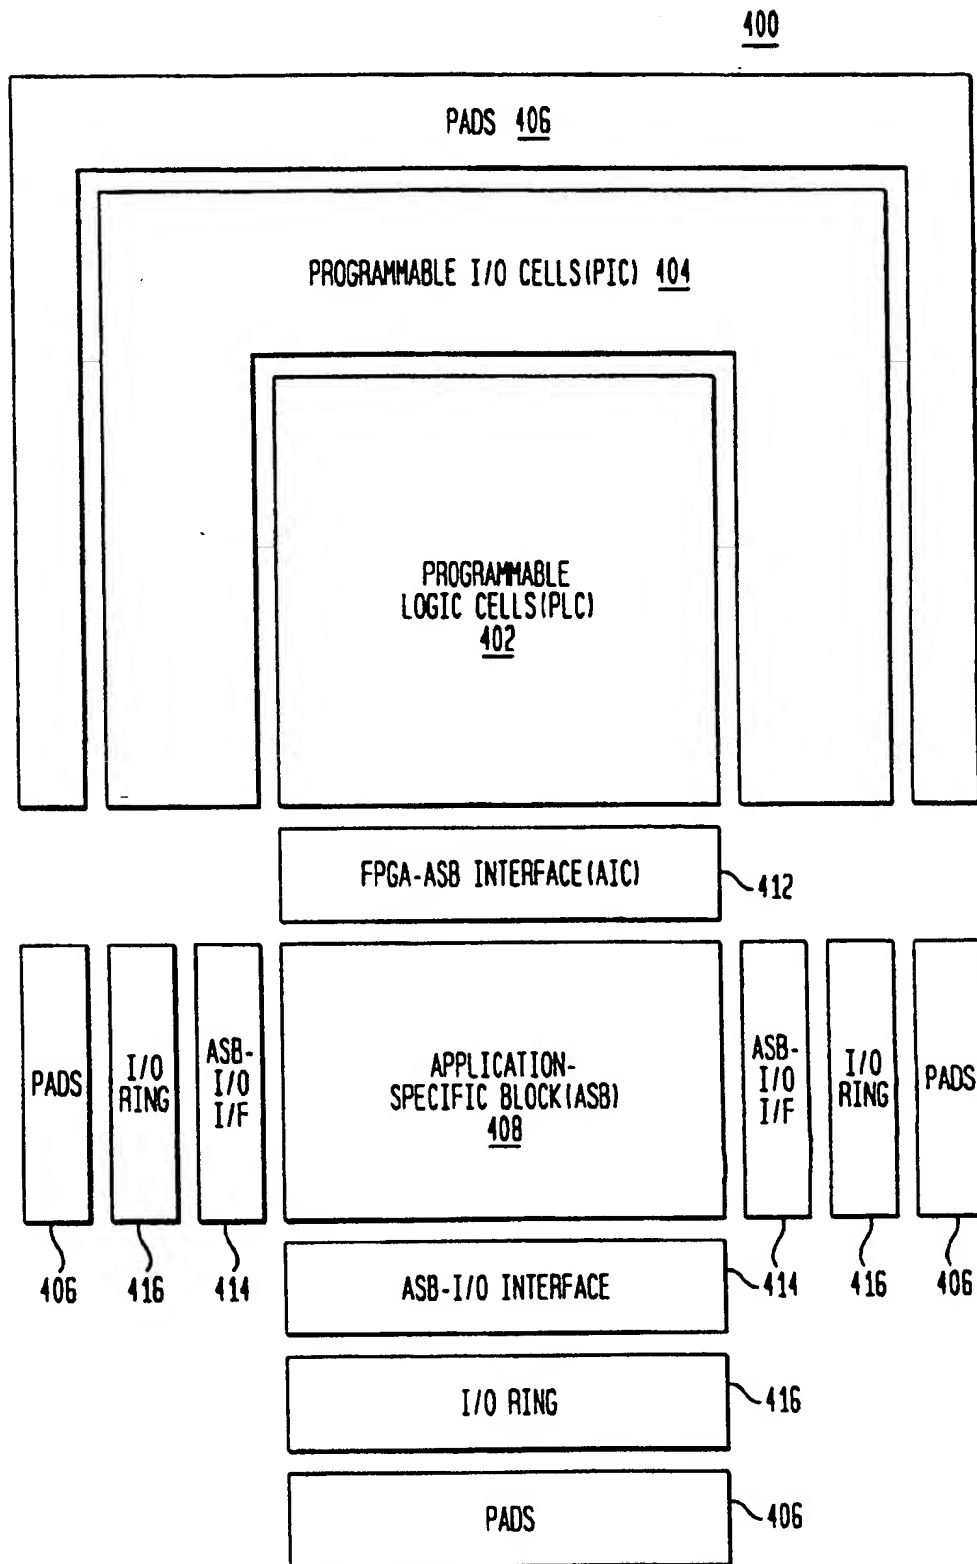 400
PADS 406
PROGRAMMABLE I/O CELLS(PIC) 404
PROGRAMMABLE
LOGIC CELLS(PLC)
402
FPGA-ASB INTERFACE(AIC)
412
PADS
I/O
RING
ASB-
I/O
I/F
APPLICATION-
SPECIFIC BLOCK(ASB)
408
ASB-
I/O
I/F
I/O
RING
PADS
406
416
414
ASB-I/O INTERFACE
414
416
406
I/O RING
416
PADS
406